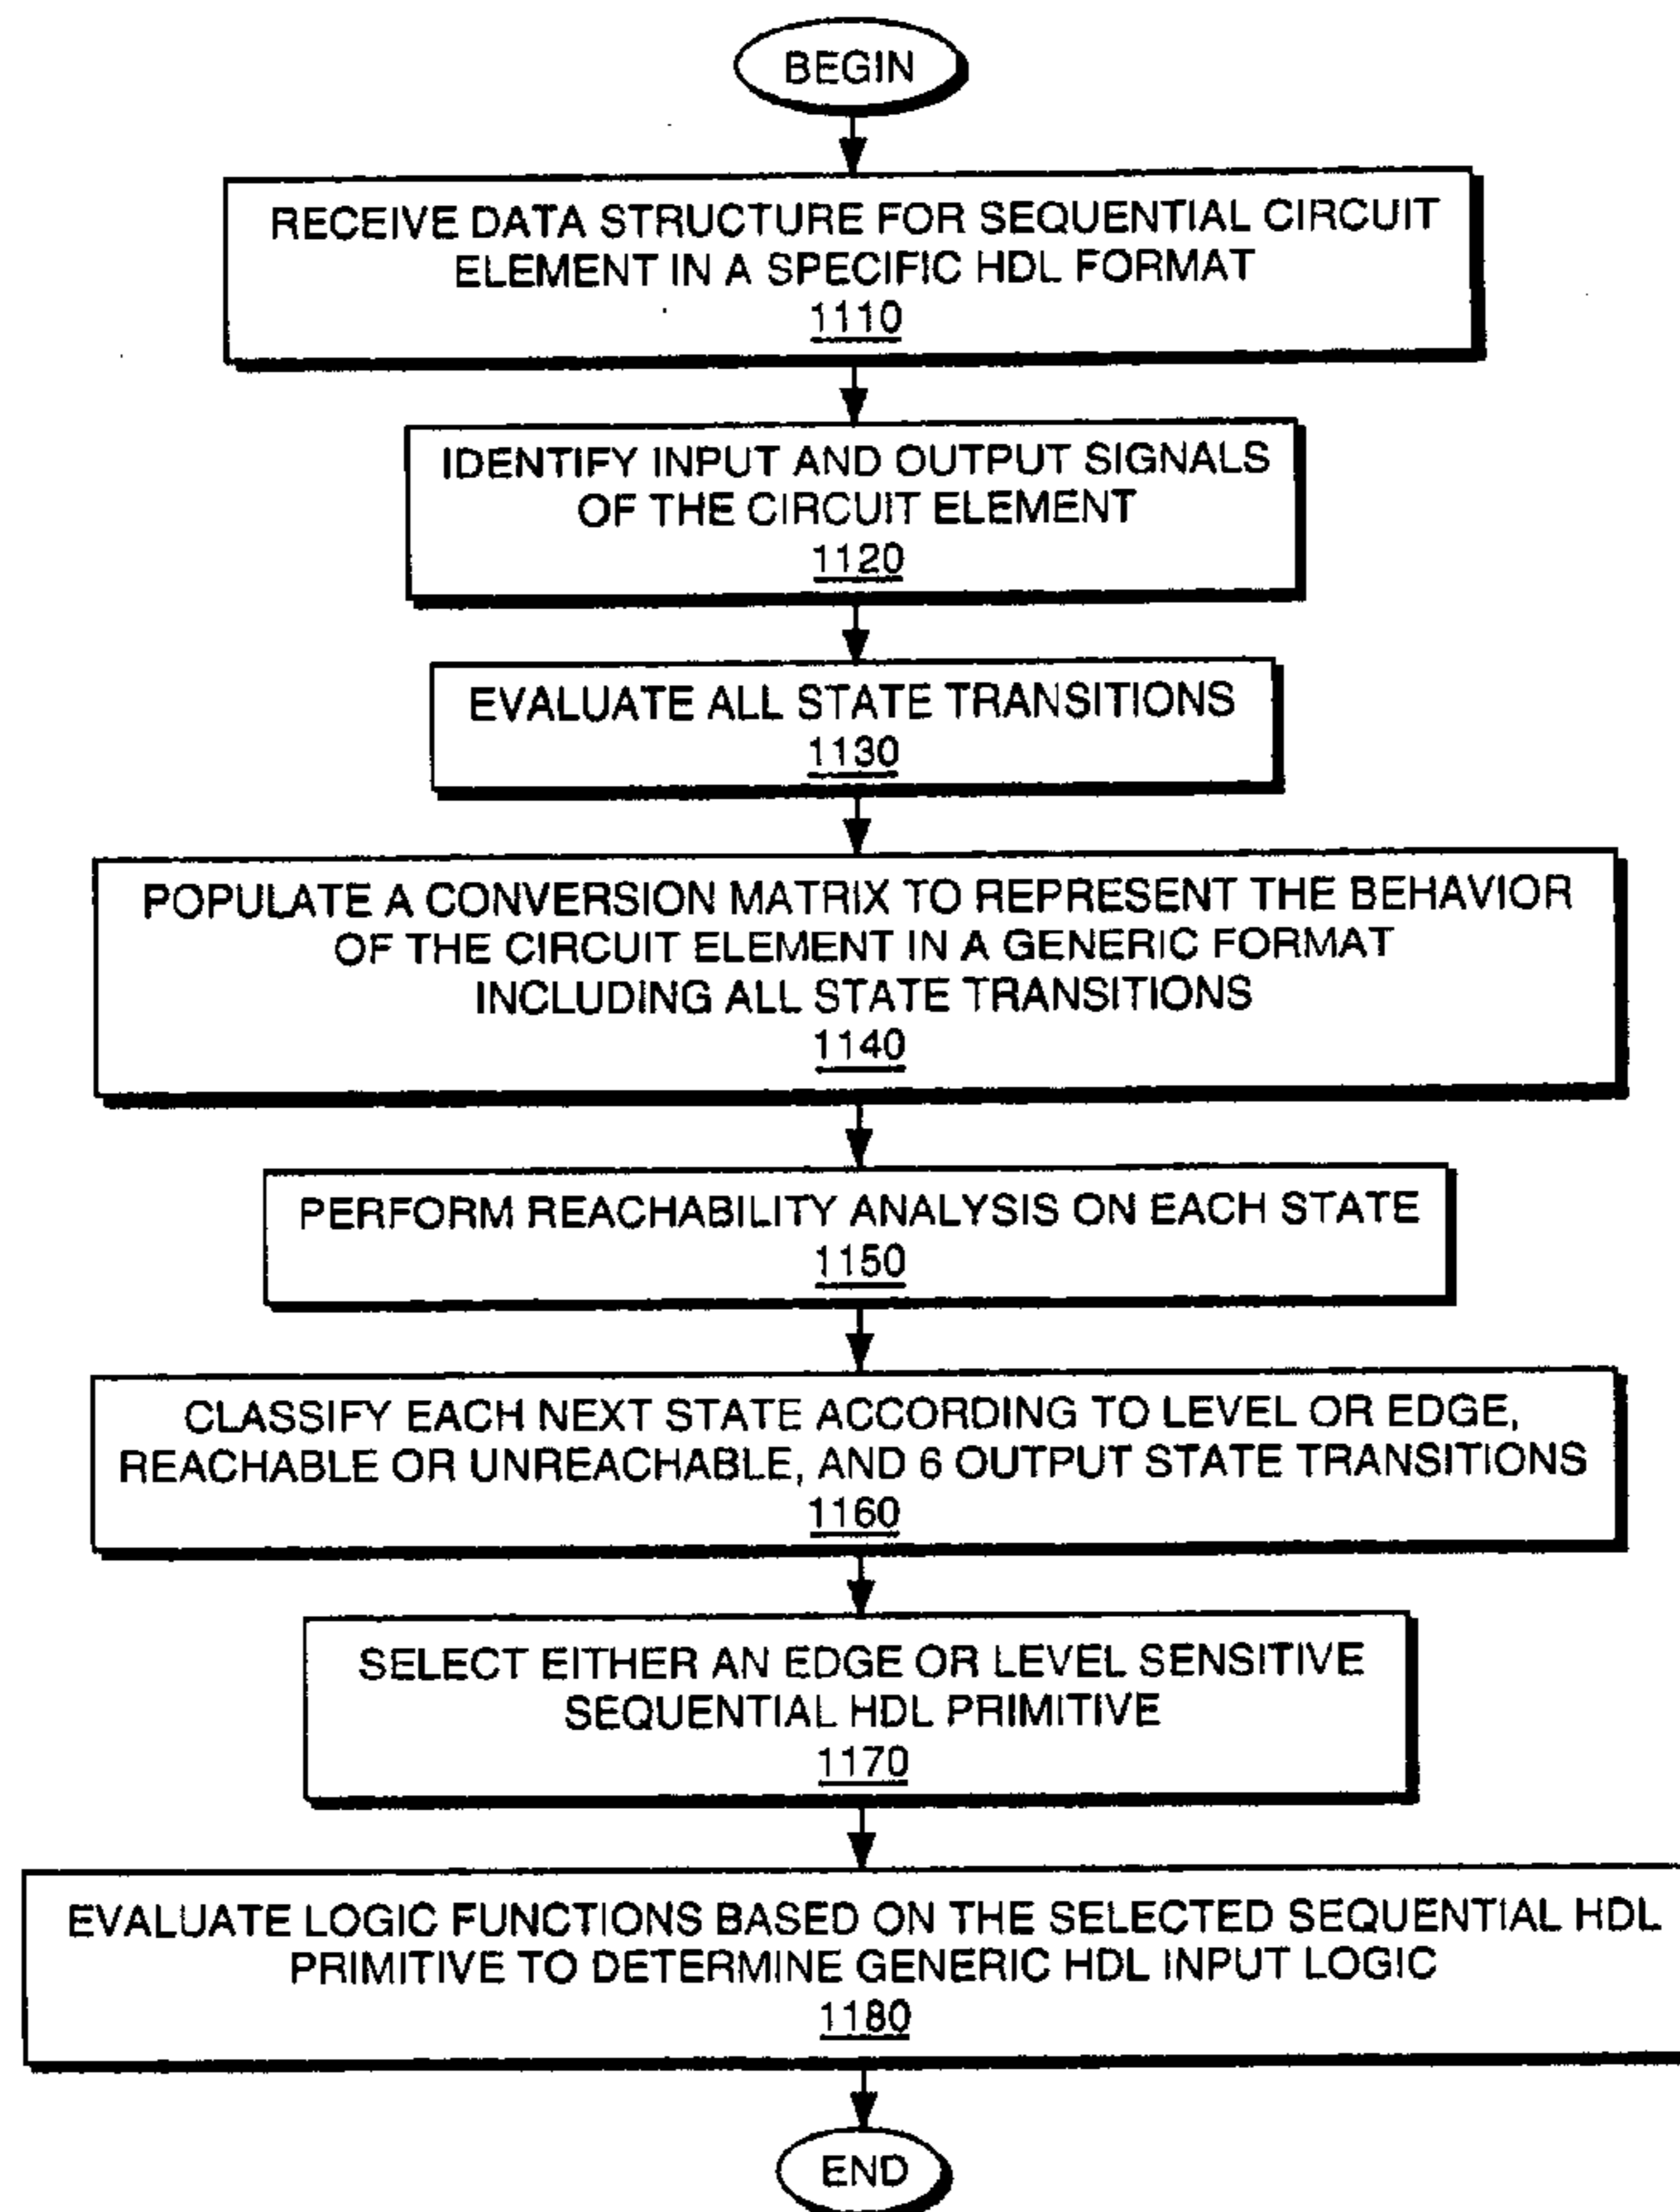 BEGIN
RECEIVE DATA STRUCTURE FOR SEQUENTIAL CIRCUIT
ELEMENT IN A SPECIFIC HDL FORMAT
1110
IDENTIFY INPUT AND OUTPUT SIGNALS
OF THE CIRCUIT ELEMENT
1120
EVALUATE ALL STATE TRANSITIONS
1130
POPULATE A CONVERSION MATRIX TO REPRESENT THE BEHAVIOR
OF THE CIRCUIT ELEMENT IN A GENERIC FORMAT
INCLUDING ALL STATE TRANSITIONS
1140
PERFORM REACHABILITY ANALYSIS ON EACH STATE
1150
CLASSIFY EACH NEXT STATE ACCORDING TO LEVEL OR EDGE,
REACHABLE OR UNREACHABLE, AND 6 OUTPUT STATE TRANSITIONS
1160
SELECT EITHER AN EDGE OR LEVEL SENSITIVE
SEQUENTIAL HDL PRIMITIVE
1170
EVALUATE LOGIC FUNCTIONS BASED ON THE SELECTED SEQUENTIAL HDL
PRIMITIVE TO DETERMINE GENERIC HDL INPUT LOGIC
1180
END